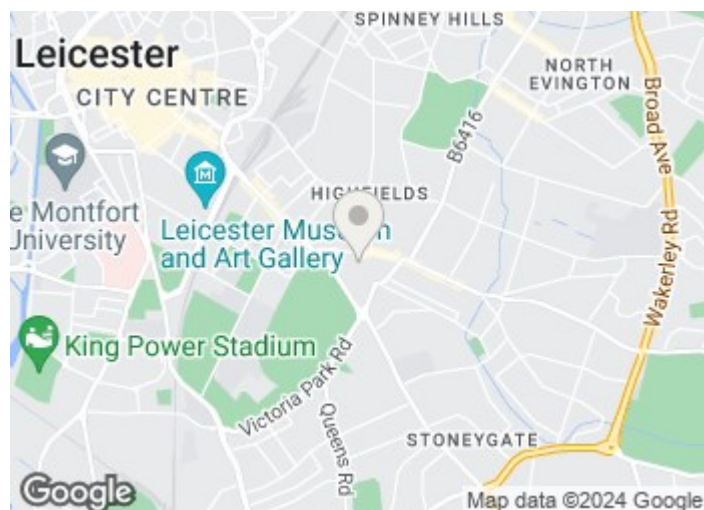 SPINNEY HILLS
Leicester
CITY CENTRE
NORTH
EVINGTON
B6416
Broad Ave
HIGHFIELDS
e Montfort
University
Leicester Museum
and Art Gallery
Wakerley Rd
King Power Stadium
Victoria Park Rd
Queens Rd
STONEYGATE
Google
Map data ©2024 Google